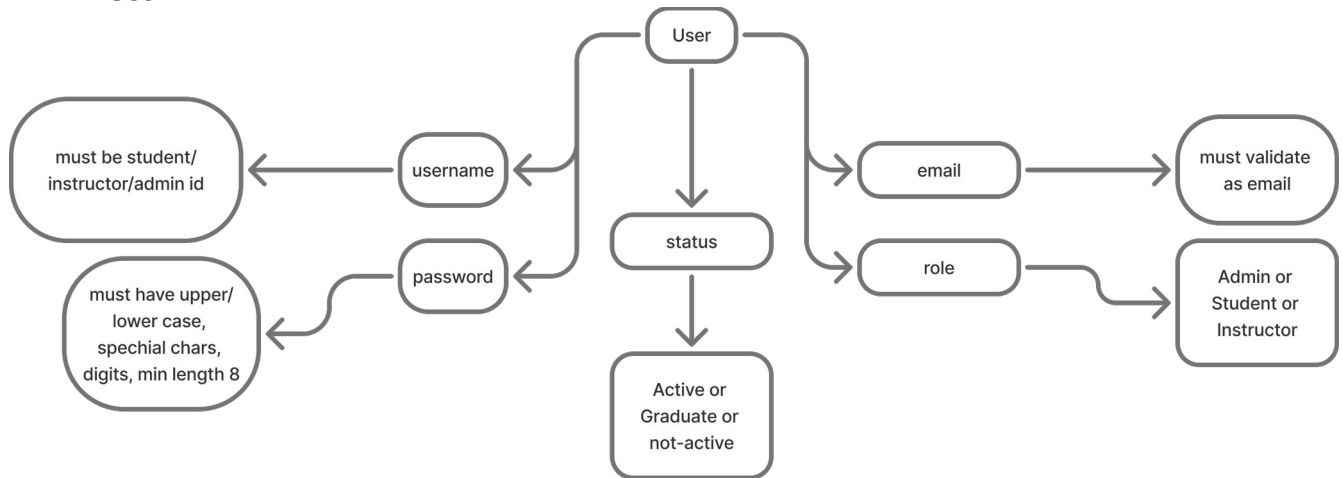 User
username
must be student/
instructor/admin id
password
must have upper/
lower case,
spechial chars,
digits, min length 8
status
Active or
Graduate or
not-active
email
must validate
as email
role
Admin or
Student or
Instructor